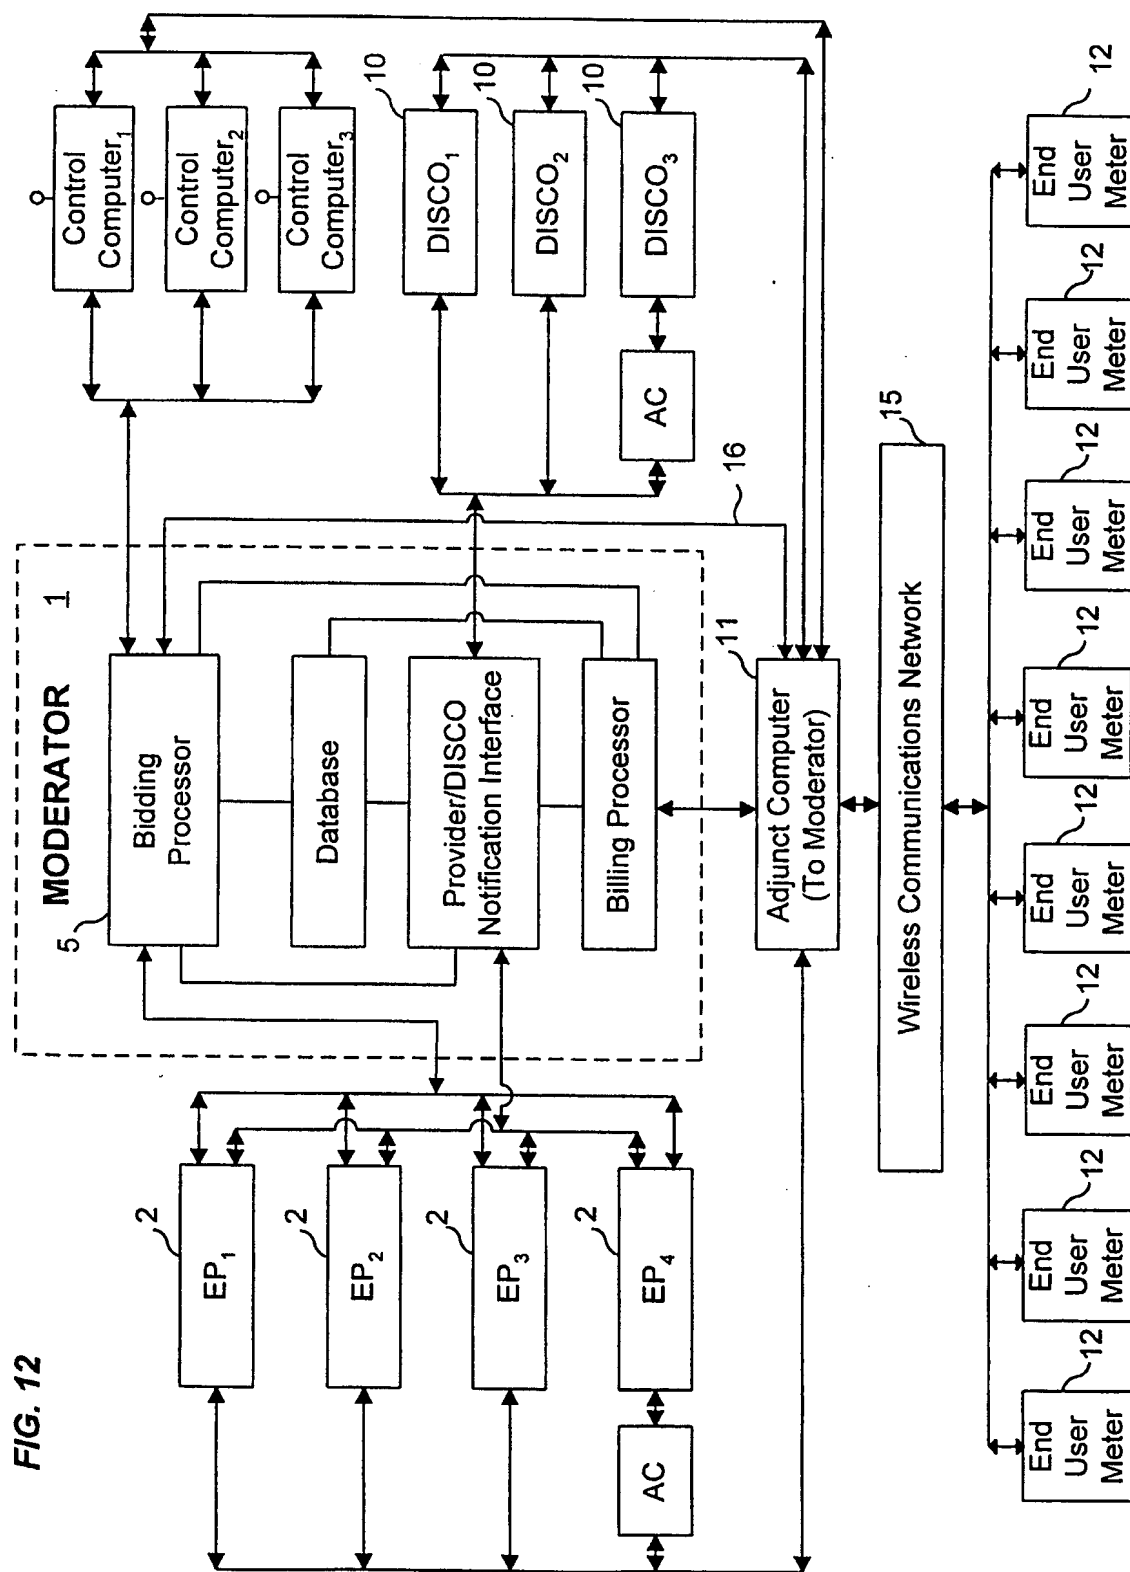 FIG. 12
MODERATOR
1
5
Bidding
Processor
Database
Provider/DISCO
Notification Interface
Billing Processor
2
EP1
2
EP2
2
EP3
2
EP4
AC
Control
Computer1
Control
Computer2
Control
Computer3
10
DISCO1
10
DISCO2
10
DISCO3
AC
16
11
Adjunct Computer
(To Moderator)
15
Wireless Communications Network
12
End
User
Meter
12
End
User
Meter
12
End
User
Meter
12
End
User
Meter
12
End
User
Meter
12
End
User
Meter
12
End
User
Meter
12
End
User
Meter